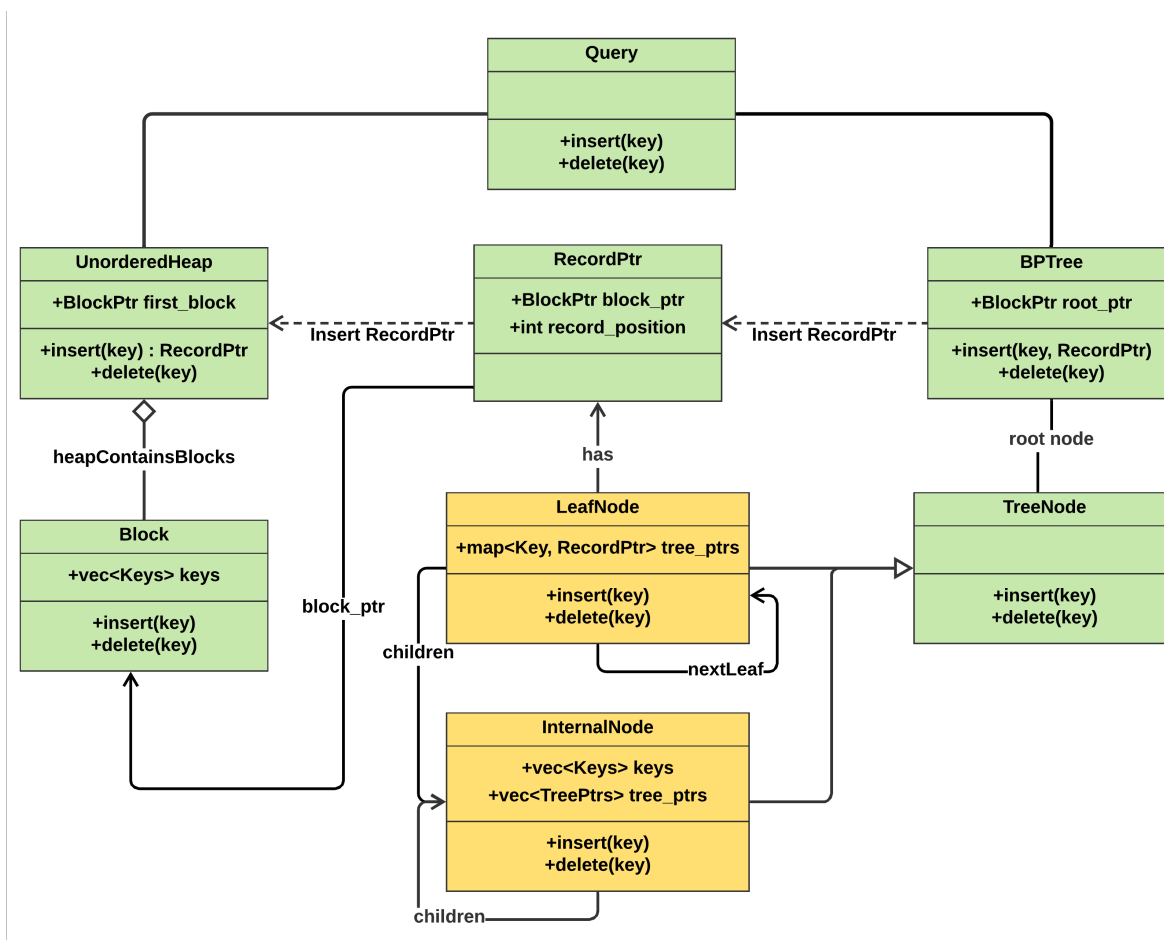 Query
+insert(key)
+delete(key)
UnorderedHeap
+BlockPtr first_block
+insert(key) : RecordPtr
+delete(key)
RecordPtr
+BlockPtr block_ptr
+int record_position
BPTree
+BlockPtr root_ptr
+insert(key, RecordPtr)
+delete(key)
Insert RecordPtr
Insert RecordPtr
heapContainsBlocks
has
root node
Block
+vec<Keys> keys
+insert(key)
+delete(key)
block_ptr
LeafNode
+map<Key, RecordPtr> tree_ptrs
+insert(key)
+delete(key)
TreeNode
+insert(key)
+delete(key)
children
nextLeaf
InternalNode
+vec<Keys> keys
+vec<TreePtrs> tree_ptrs
+insert(key)
+delete(key)
children